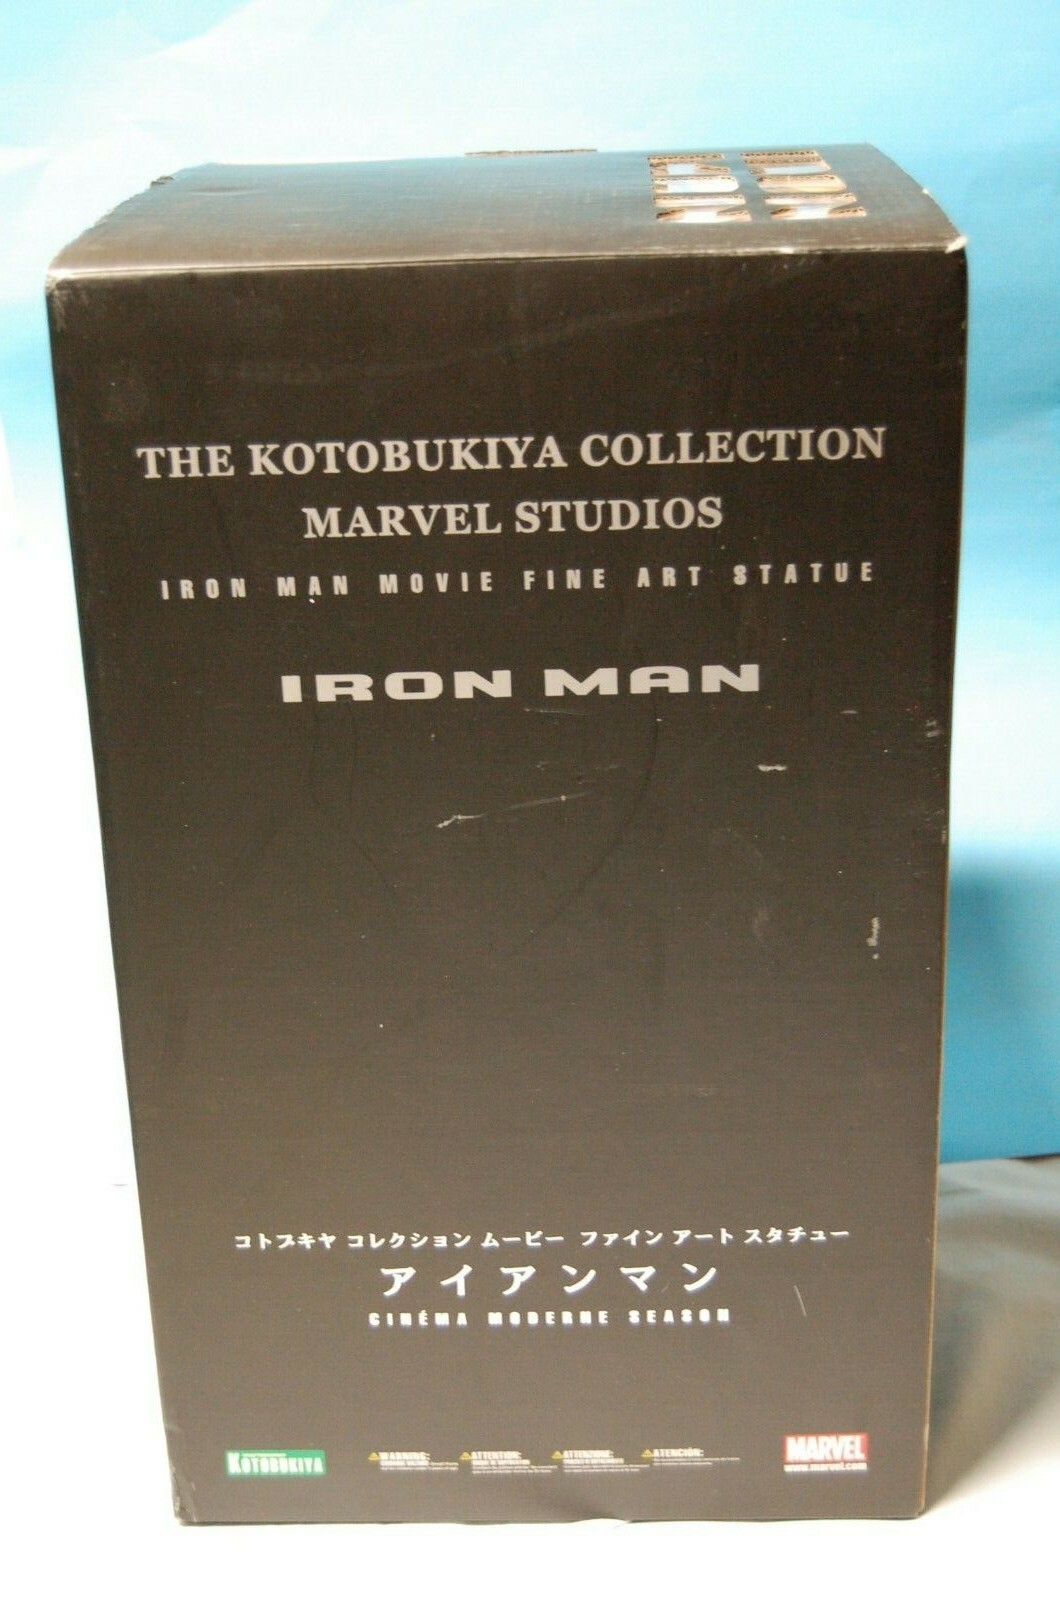 THE KOTOBUKIYA COLLECTION
MARVEL STUDIOS
IRON MAN MOVIE FINE ART STATUE
IRON MAN
コトブキヤ コレクション ムービー ファイン アート スタチュー
アイアンマン
CINÉMA MODERNE SEASON
KOTOBUKIYA
WARNING: ATTENTION: ATTENZIONE: ATENCIÓN:
MARVEL
www.marvel.com